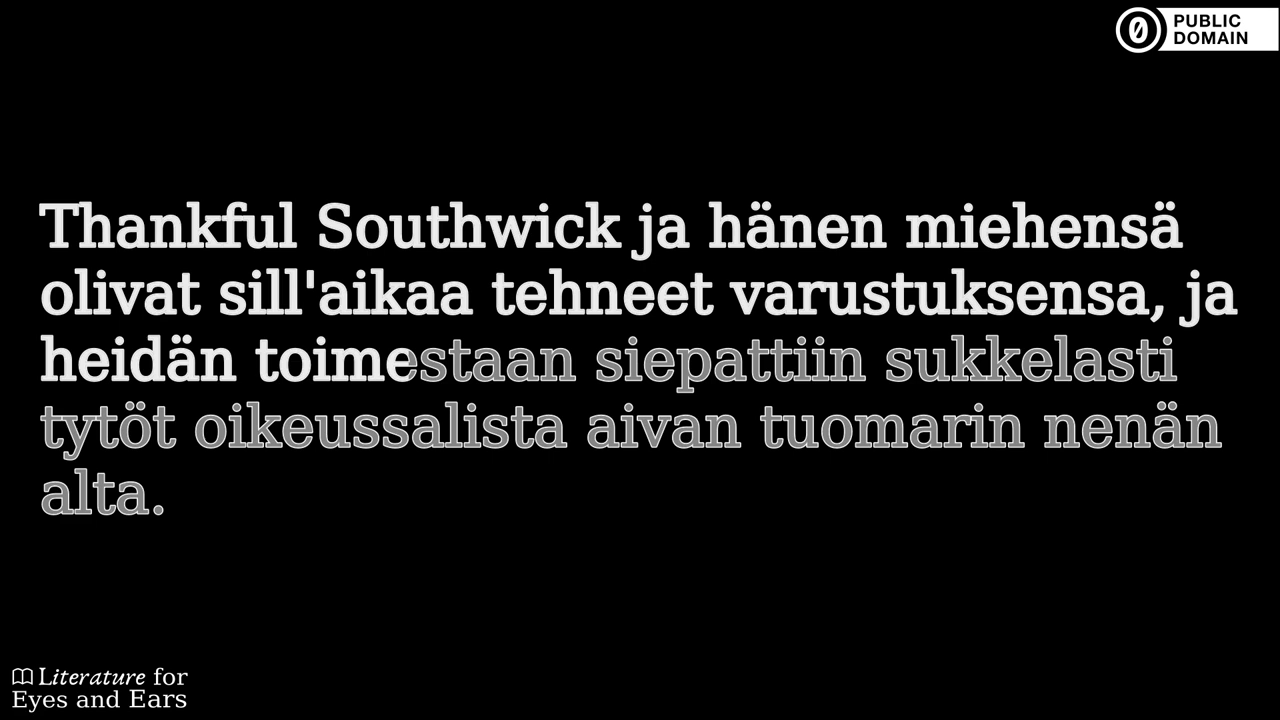 PUBLIC
DOMAIN
Thankful Southwick ja hänen miehensä
olivat sill'aikaa tehneet varustuksensa, ja
heidän toimestaan siepattiin sukkelasti
tytöt oikeussalista aivan tuomarin nenän
alta.
Literature for
Eyes and Ears